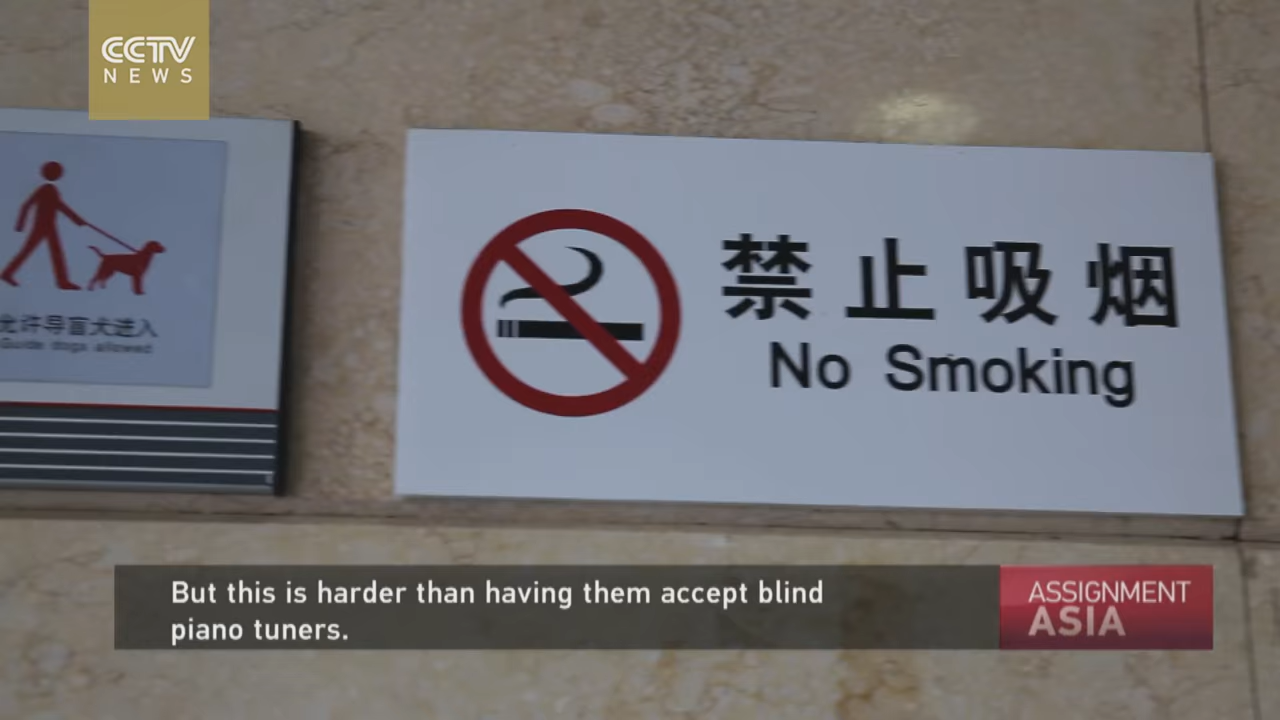 CCTV
NEWS
允许导盲犬进入
Guide dogs allowed
禁止吸烟
No Smoking
But this is harder than having them accept blind
piano tuners.
ASSIGNMENT
ASIA